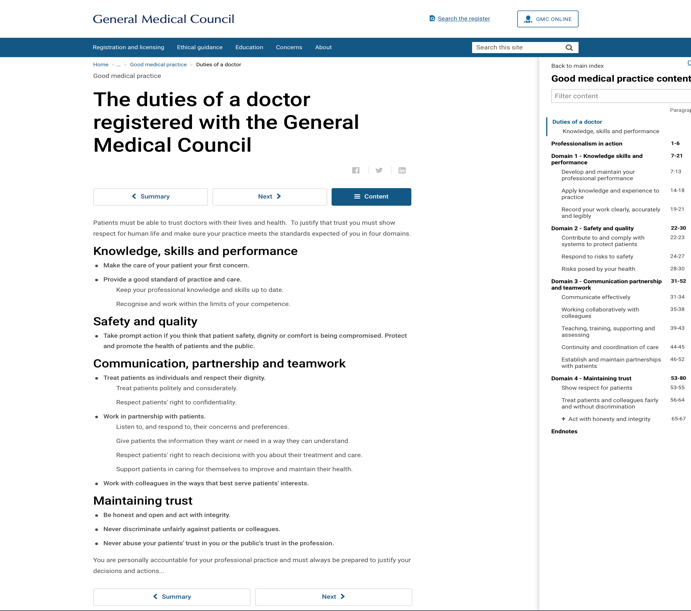 General Medical Council
Search the register
GMC ONLINE
Registration and licensing Ethical guidance Education Concerns About
Search this site
Home ... Good medical practice Duties of a doctor
Good medical practice
The duties of a doctor
registered with the General
Medical Council
Summary
Next
Content
Patients must be able to trust doctors with their lives and health. To justify that trust you must show
respect for human life and make sure your practice meets the standards expected of you in four domains.
Knowledge, skills and performance
Make the care of your patient your first concern.
Provide a good standard of practice and care.
Keep your professional knowledge and skills up to date.
Recognise and work within the limits of your competence.
Safety and quality
Take prompt action if you think that patient safety, dignity or comfort is being compromised. Protect
and promote the health of patients and the public.
Communication, partnership and teamwork
Treat patients as individuals and respect their dignity.
Treat patients politely and considerately.
Respect patients' right to confidentiality.
Work in partnership with patients.
Listen to, and respond to, their concerns and preferences.
Give patients the information they want or need in a way they can understand.
Respect patients' right to reach decisions with you about their treatment and care.
Support patients in caring for themselves to improve and maintain their health.
Work with colleagues in the ways that best serve patients' interests.
Maintaining trust
Be honest and open and act with integrity.
Never discriminate unfairly against patients or colleagues.
Never abuse your patients' trust in you or the public's trust in the profession.
You are personally accountable for your professional practice and must always be prepared to justify your
decisions and actions...
Summary
Next
Back to main index
Good medical practice content
Filter content
Paragrap
Duties of a doctor
Knowledge, skills and performance
Professionalism in action 1-6
Domain 1 - Knowledge skills and 7-21
performance
Develop and maintain your 7-13
professional performance
Apply knowledge and experience to 14-18
practice
Record your work clearly, accurately 19-21
and legibly
Domain 2 - Safety and quality 22-30
Contribute to and comply with 22-23
systems to protect patients
Respond to risks to safety 24-27
Risks posed by your health 28-30
Domain 3 - Communication partnership 31-52
and teamwork
Communicate effectively 31-34
Working collaboratively with 35-38
colleagues
Teaching, training, supporting and 39-43
assessing
Continuity and coordination of care 44-45
Establish and maintain partnerships 46-52
with patients
Domain 4 - Maintaining trust 53-80
Show respect for patients 53-55
Treat patients and colleagues fairly 56-64
and without discrimination
+ Act with honesty and integrity 65-67
Endnotes